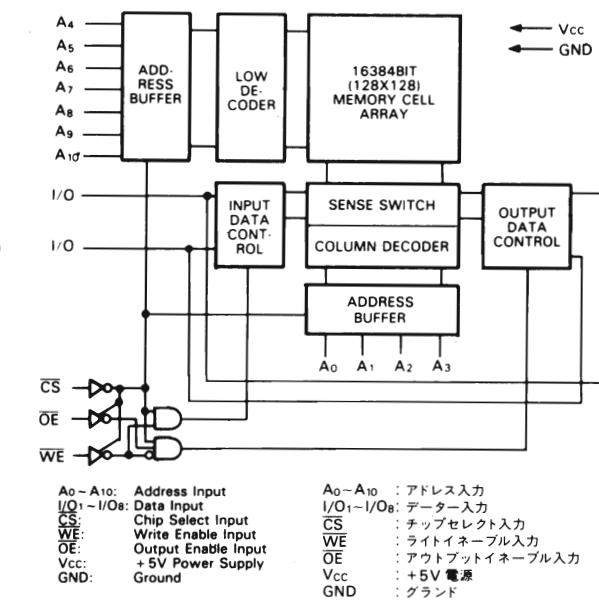 A4
A5
A6
A7
A8
A9
A10
ADD-
RESS
BUFFER
LOW
DE-
CODER
16384BIT
(128X128)
MEMORY CELL
ARRAY
Vcc
GND
I/O
I/O
INPUT
DATA
CONT-
ROL
SENSE SWITCH
COLUMN DECODER
OUTPUT
DATA
CONTROL
ADDRESS
BUFFER
A0 A1 A2 A3
CS
OE
WE
A0~A10: Address Input
I/O1~I/O8: Data Input
CS: Chip Select Input
WE: Write Enable Input
OE: Output Enable Input
Vcc: +5V Power Supply
GND: Ground
A0~A10 : アドレス入力
I/O1~I/O8: データー入力
CS : チップセレクト入力
WE : ライトイネーブル入力
OE : アウトプットイネーブル入力
Vcc : +5V 電源
GND : グランド